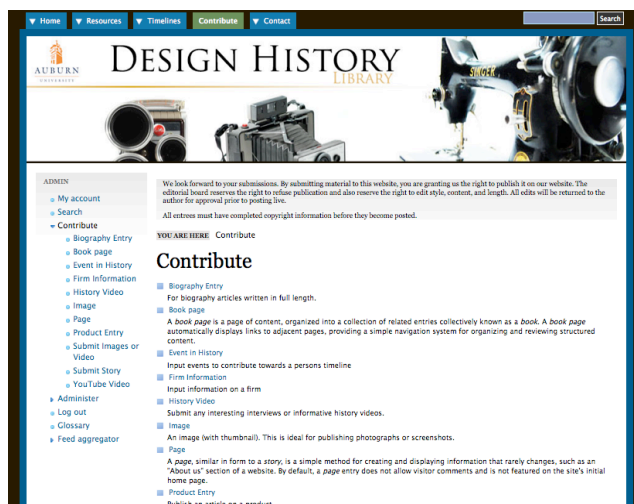 Home Resources Timelines Contribute Contact Search
AUBURN
UNIVERSITY
DESIGN HISTORY
LIBRARY
SINGER
ADMIN
My account
Search
Contribute
Biography Entry
Book page
Event in History
Firm Information
History Video
Image
Page
Product Entry
Submit Images or
Video
Submit Story
YouTube Video
Administer
Log out
Glossary
Feed aggregator
We look forward to your submissions. By submitting material to this website, you are granting us the right to publish it on our website. The
editorial board reserves the right to refuse publication and also reserve the right to edit style, content, and length. All edits will be returned to the
author for approval prior to posting live.
All entrees must have completed copyright information before they become posted.
YOU ARE HERE Contribute
Contribute
Biography Entry
For biography articles written in full length.
Book page
A book page is a page of content, organized into a collection of related entries collectively known as a book. A book page
automatically displays links to adjacent pages, providing a simple navigation system for organizing and reviewing structured
content.
Event in History
Input events to contribute towards a persons timeline
Firm Information
Input information on a firm
History Video
Submit any interesting interviews or informative history videos.
Image
An image (with thumbnail). This is ideal for publishing photographs or screenshots.
Page
A page, similar in form to a story, is a simple method for creating and displaying information that rarely changes, such as an
"About us" section of a website. By default, a page entry does not allow visitor comments and is not featured on the site's initial
home page.
Product Entry
Publish an article on a product